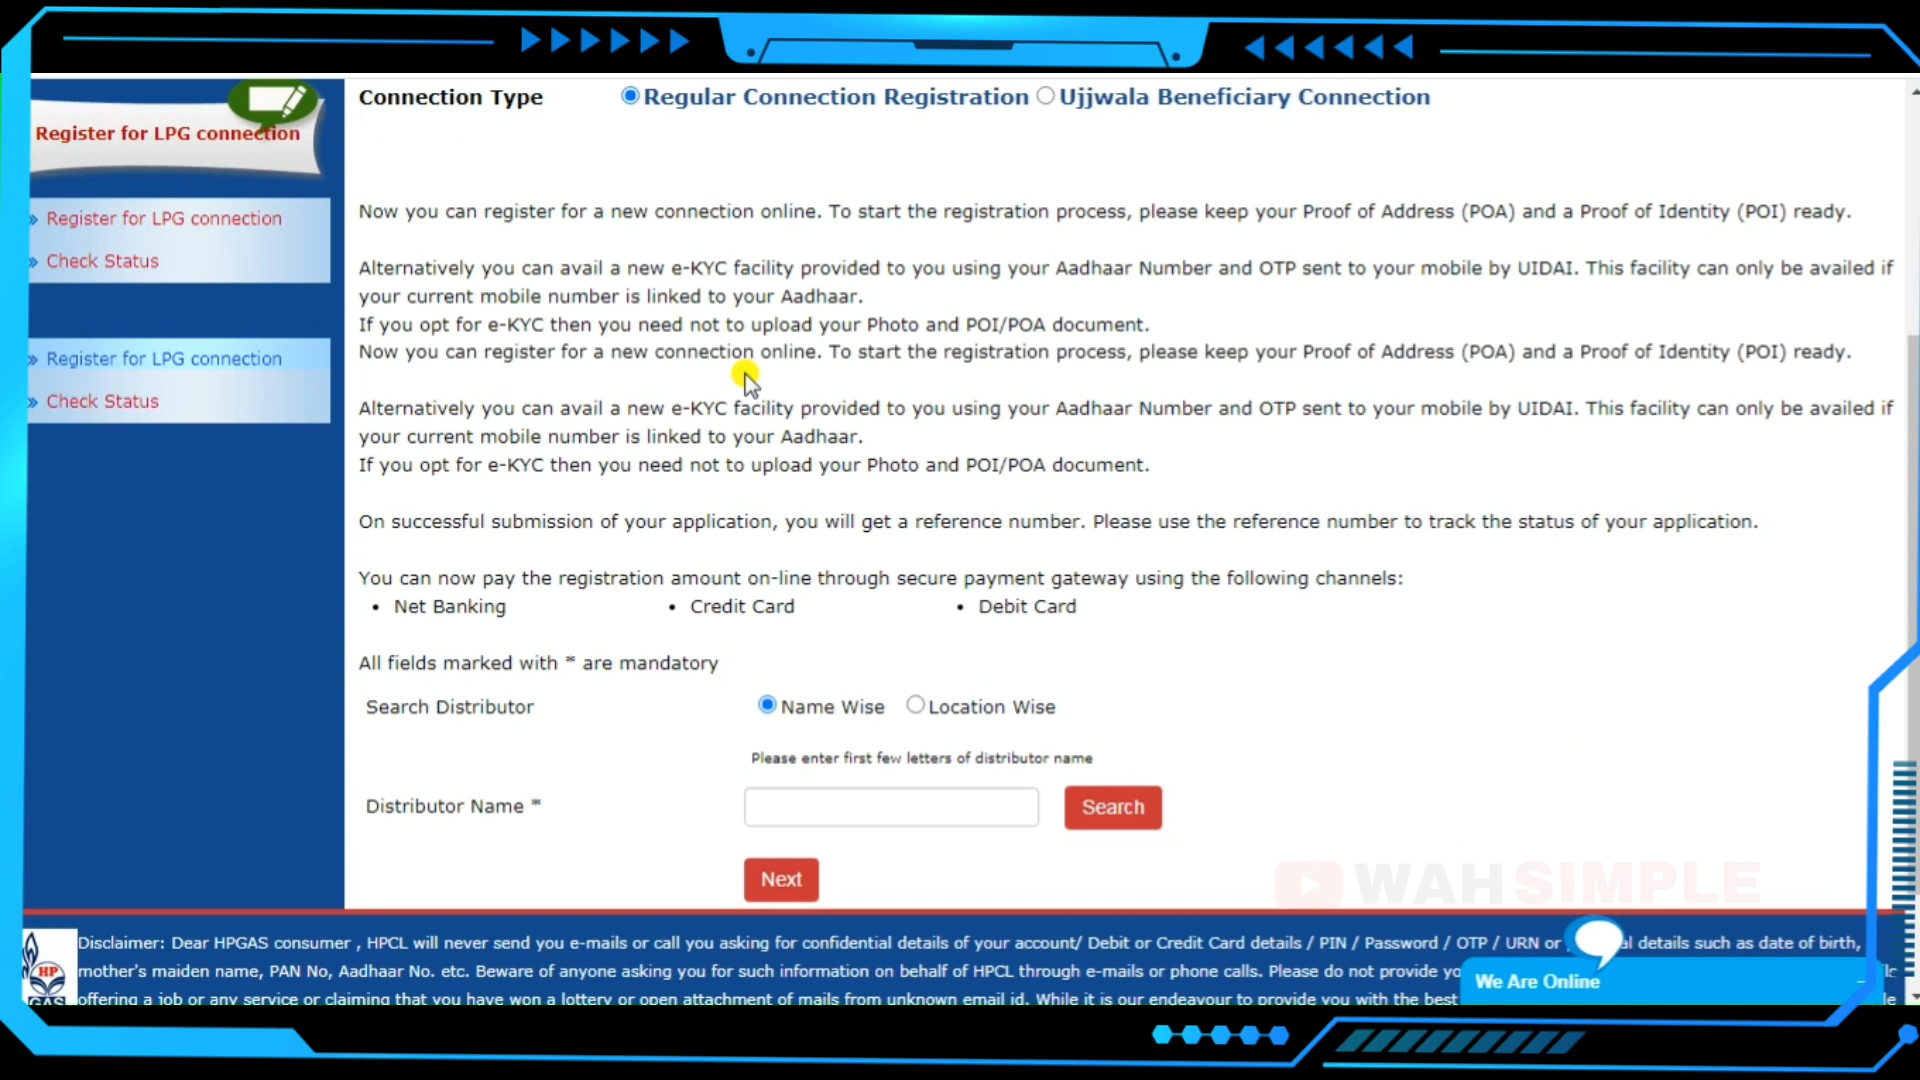 Connection Type Regular Connection Registration Ujjwala Beneficiary Connection
Register for LPG connection
Register for LPG connection
Check Status
Register for LPG connection
Check Status
Now you can register for a new connection online. To start the registration process, please keep your Proof of Address (POA) and a Proof of Identity (POI) ready.
Alternatively you can avail a new e-KYC facility provided to you using your Aadhaar Number and OTP sent to your mobile by UIDAI. This facility can only be availed if
your current mobile number is linked to your Aadhaar.
If you opt for e-KYC then you need not to upload your Photo and POI/POA document.
Now you can register for a new connection online. To start the registration process, please keep your Proof of Address (POA) and a Proof of Identity (POI) ready.
Alternatively you can avail a new e-KYC facility provided to you using your Aadhaar Number and OTP sent to your mobile by UIDAI. This facility can only be availed if
your current mobile number is linked to your Aadhaar.
If you opt for e-KYC then you need not to upload your Photo and POI/POA document.
On successful submission of your application, you will get a reference number. Please use the reference number to track the status of your application.
You can now pay the registration amount on-line through secure payment gateway using the following channels:
• Net Banking • Credit Card • Debit Card
All fields marked with * are mandatory
Search Distributor Name Wise Location Wise
Please enter first few letters of distributor name
Distributor Name * Search
Next
WAHSIMPLE
HP
GAS
Disclaimer: Dear HPGAS consumer , HPCL will never send you e-mails or call you asking for confidential details of your account/ Debit or Credit Card details / PIN / Password / OTP / URN or details such as date of birth,
mother's maiden name, PAN No, Aadhaar No. etc. Beware of anyone asking you for such information on behalf of HPCL through e-mails or phone calls. Please do not provide
offering a job or any service or claiming that you have won a lottery or open attachment of mails from unknown email id. While it is our endeavour to provide you with the best
We Are Online